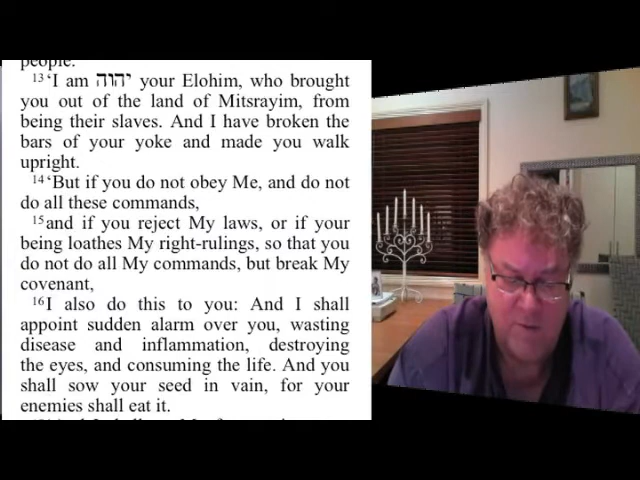 people.
13‘I am יהוה your Elohim, who brought
you out of the land of Mitsrayim, from
being their slaves. And I have broken the
bars of your yoke and made you walk
upright.
14‘But if you do not obey Me, and do not
do all these commands,
15and if you reject My laws, or if your
being loathes My right-rulings, so that you
do not do all My commands, but break My
covenant,
16I also do this to you: And I shall
appoint sudden alarm over you, wasting
disease and inflammation, destroying
the eyes, and consuming the life. And you
shall sow your seed in vain, for your
enemies shall eat it.